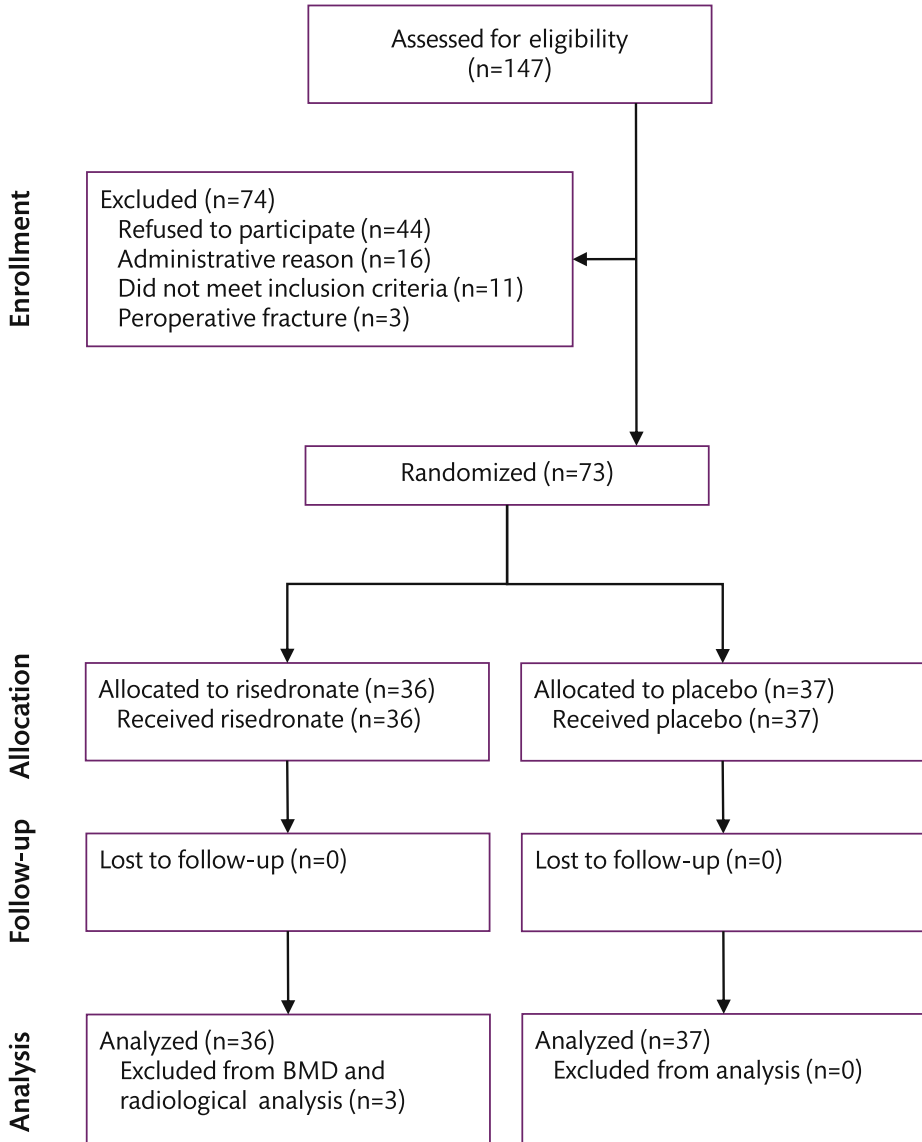 Assessed for eligibility
(n=147)
Enrollment
Excluded (n=74)
Refused to participate (n=44)
Administrative reason (n=16)
Did not meet inclusion criteria (n=11)
Peroperative fracture (n=3)
Randomized (n=73)
Allocation
Allocated to risedronate (n=36)
Received risedronate (n=36)
Allocated to placebo (n=37)
Received placebo (n=37)
Follow-up
Lost to follow-up (n=0)
Lost to follow-up (n=0)
Analysis
Analyzed (n=36)
Excluded from BMD and
radiological analysis (n=3)
Analyzed (n=37)
Excluded from analysis (n=0)